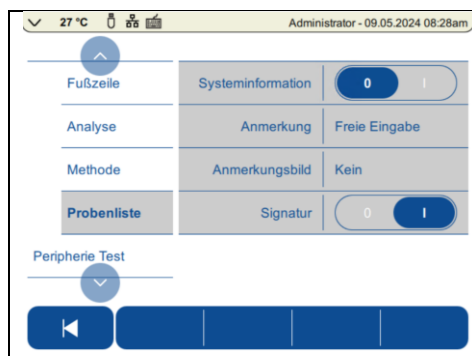 27 °C Administrator - 09.05.2024 08:28am
Fußzeile Systeminformation 0 I
Analyse Anmerkung Freie Eingabe
Methode Anmerkungsbild Kein
Probenliste Signatur 0 I
Peripherie Test